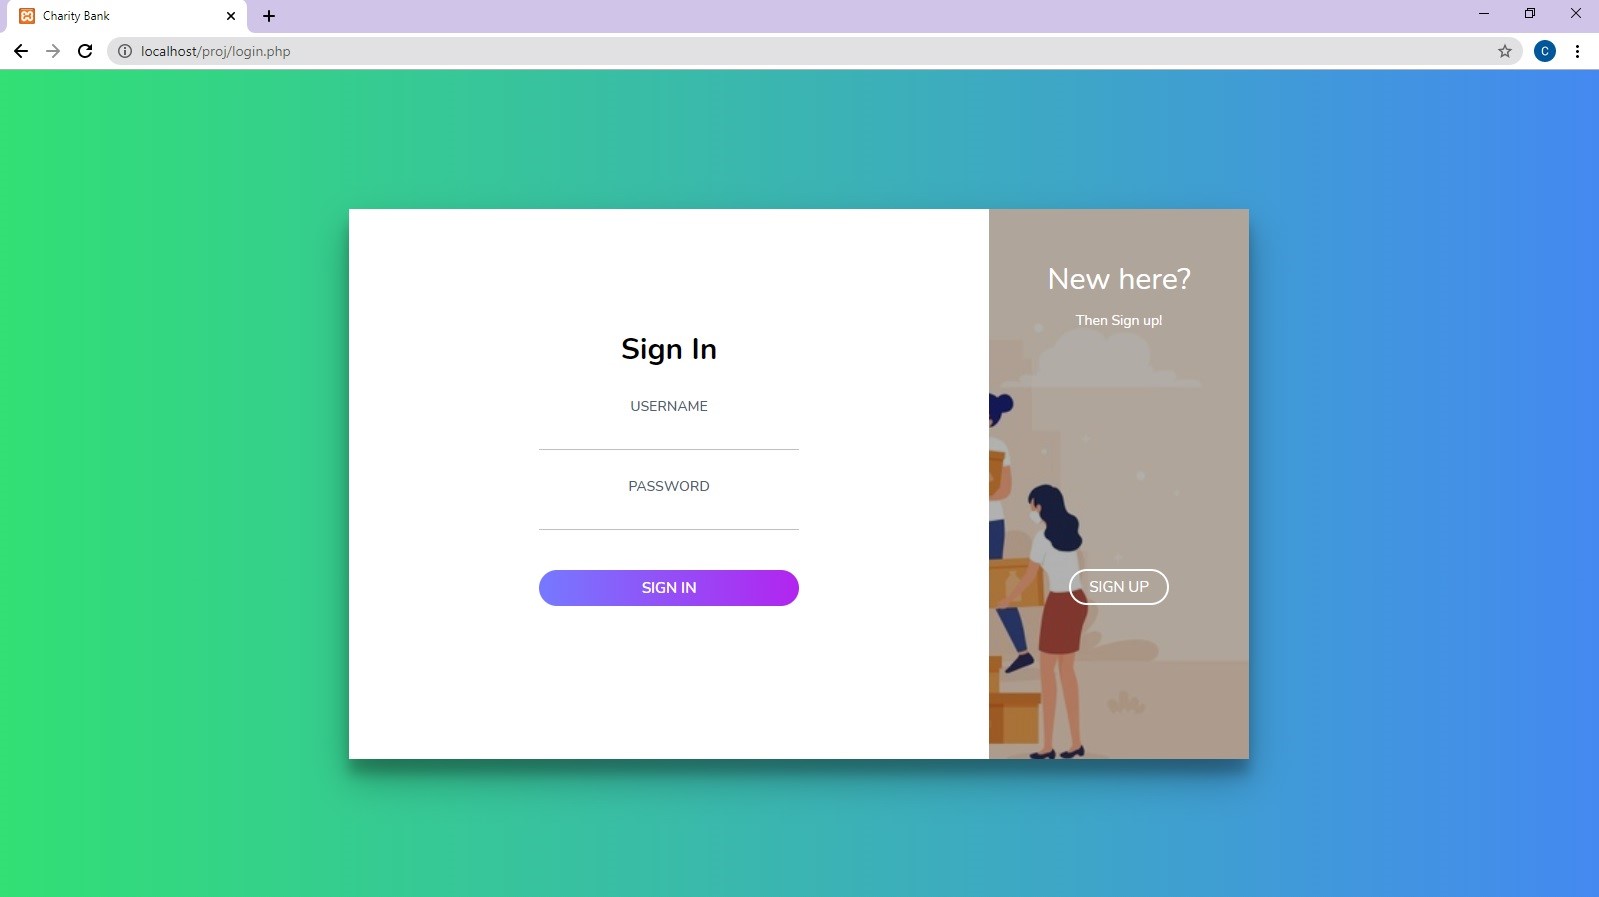 Charity Bank
localhost/proj/login.php
C
New here?
Then Sign up!
Sign In
USERNAME
PASSWORD
SIGN IN
SIGN UP